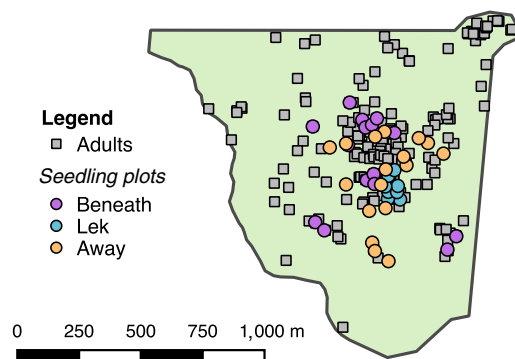 Legend
Adults
Seedling plots
Beneath
Lek
Away
0 250 500 750 1,000 m